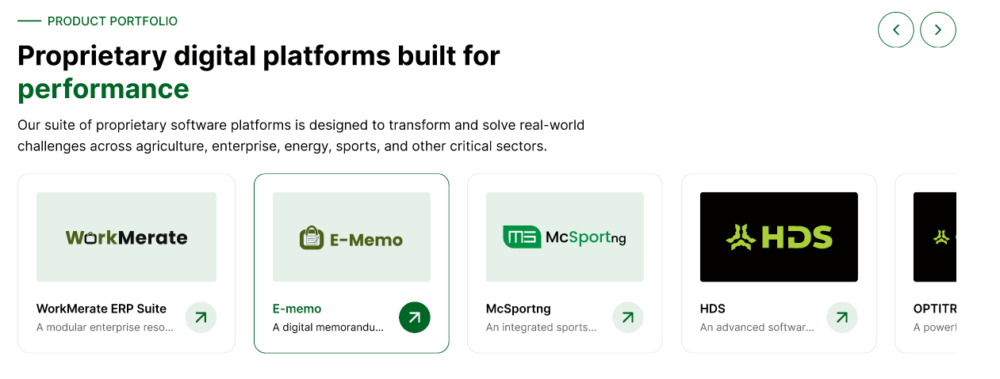 PRODUCT PORTFOLIO
Proprietary digital platforms built for
performance
Our suite of proprietary software platforms is designed to transform and solve real-world
challenges across agriculture, enterprise, energy, sports, and other critical sectors.
WorkMerate
E-Memo
McSportng
HDS
WorkMerate ERP Suite
A modular enterprise reso...
E-memo
A digital memorandu...
McSportng
An integrated sports...
HDS
An advanced softwar...
OPTITR
A powert